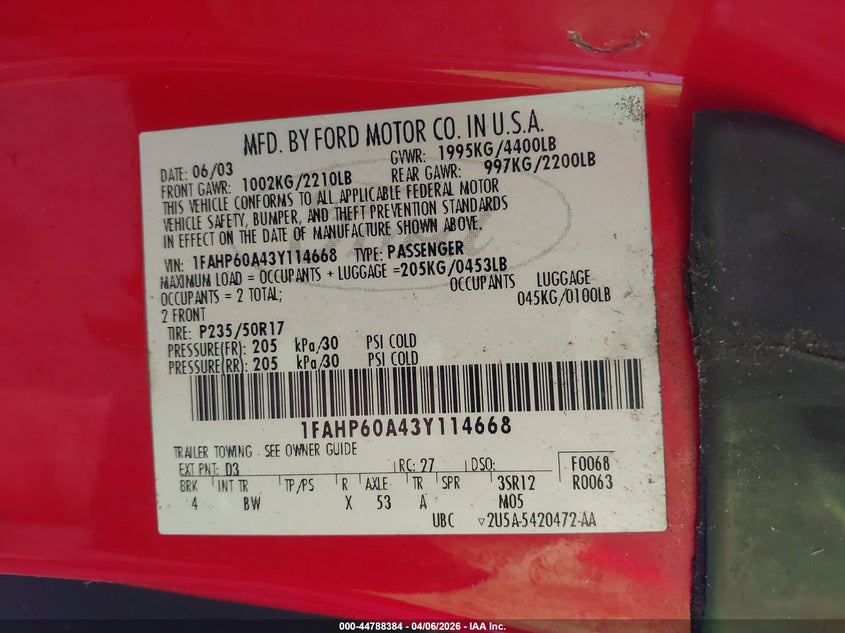 MFD. BY FORD MOTOR CO. IN U.S.A.
DATE: 06/03 GVWR: 1995KG/4400LB
FRONT GAWR: 1002KG/2210LB REAR GAWR: 997KG/2200LB
THIS VEHICLE CONFORMS TO ALL APPLICABLE FEDERAL MOTOR
VEHICLE SAFETY, BUMPER, AND THEFT PREVENTION STANDARDS
IN EFFECT ON THE DATE OF MANUFACTURE SHOWN ABOVE.
VIN: 1FAHP60A43Y114668 TYPE: PASSENGER
MAXIMUM LOAD = OCCUPANTS + LUGGAGE =205KG/0453LB
OCCUPANTS = 2 TOTAL; OCCUPANTS LUGGAGE
2 FRONT 045KG/0100LB
TIRE: P235/50R17
PRESSURE(FR): 205 kPa/30 PSI COLD
PRESSURE(RR): 205 kPa/30 PSI COLD
1FAHP60A43Y114668
TRAILER TOWING - SEE OWNER GUIDE
EXT PNT: D3 RC: 27 DSO: F0068
BRK INT TR TP/PS R AXLE TR SPR 3SR12 R0063
4 BW X 53 A M05
UBC ▽2U5A-5420472-AA
000-44788384 - 04/06/2026 - IAA Inc.